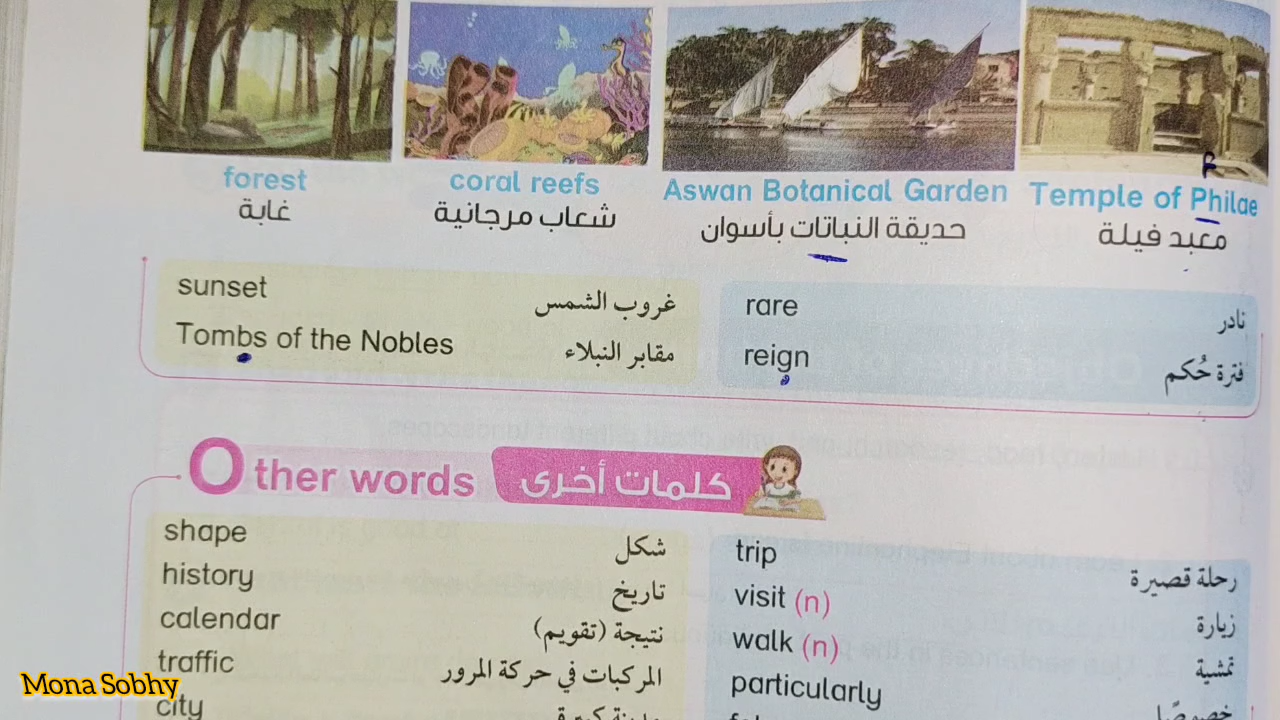 forest
غابة
coral reefs
شعاب مرجانية
Aswan Botanical Garden
حديقة النباتات بأسوان
f
Temple of Philae
معبد فيلة
sunset غروب الشمس
Tombs of the Nobles مقابر النبلاء
rare نادر
reign فترة حُكم
Other words كلمات أخرى
shape شكل
history تاريخ
calendar نتيجة (تقويم)
traffic المركبات في حركة المرور
city مدينة كبيرة
trip رحلة قصيرة
visit (n) زيارة
walk (n) تمشية
particularly خصوصًا
Mona Sobhy